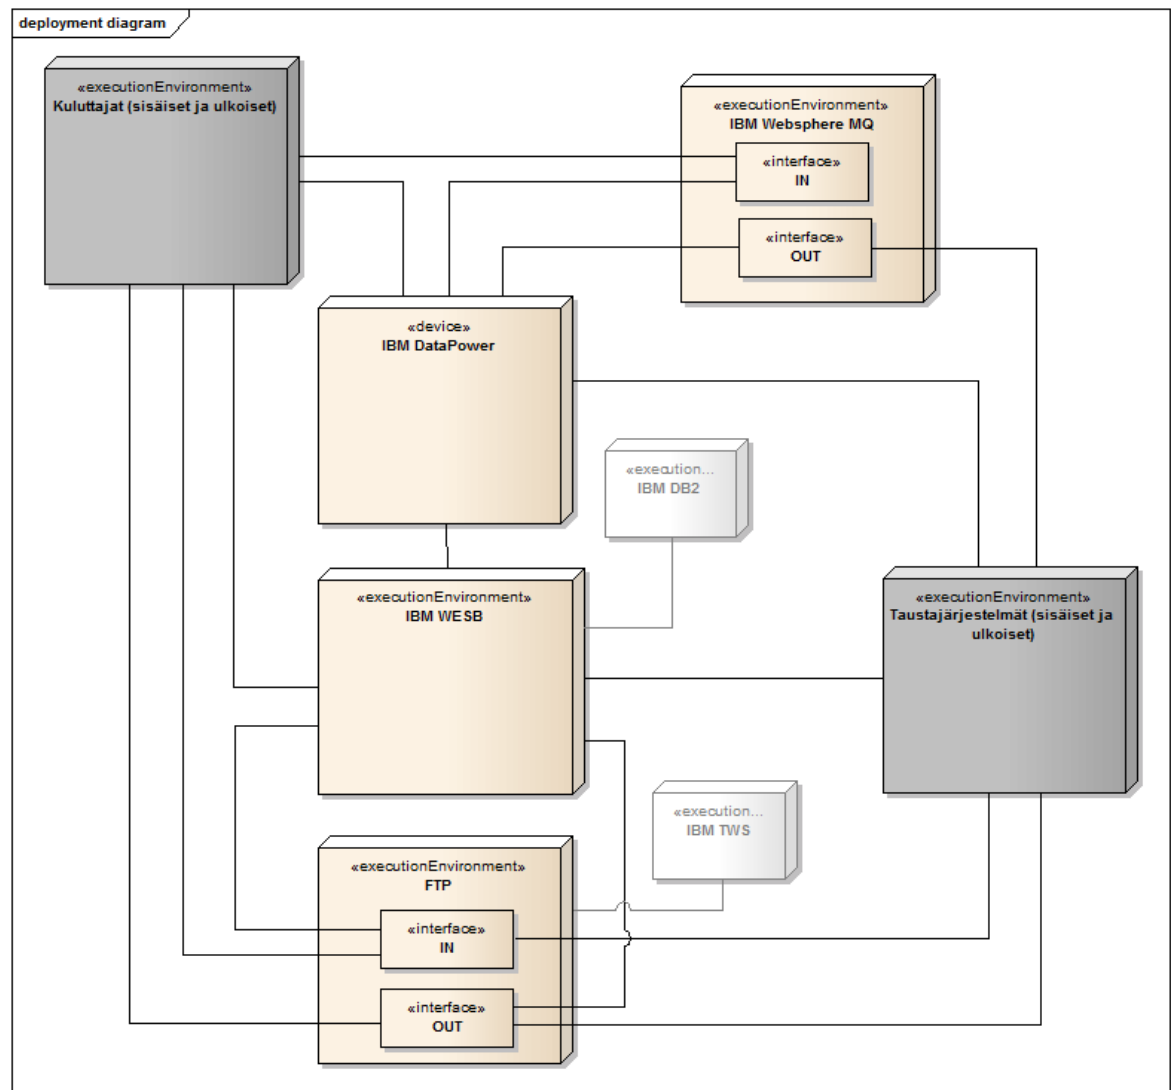 deployment diagram
«executionEnvironment»
Kuluttajat (sisäiset ja ulkoiset)
«executionEnvironment»
IBM Websphere MQ
«interface»
IN
«interface»
OUT
«device»
IBM DataPower
«execution...
IBM DB2
«executionEnvironment»
IBM WESB
«executionEnvironment»
Taustajärjestelmät (sisäiset ja
ulkoiset)
«execution...
IBM TWS
«executionEnvironment»
FTP
«interface»
IN
«interface»
OUT